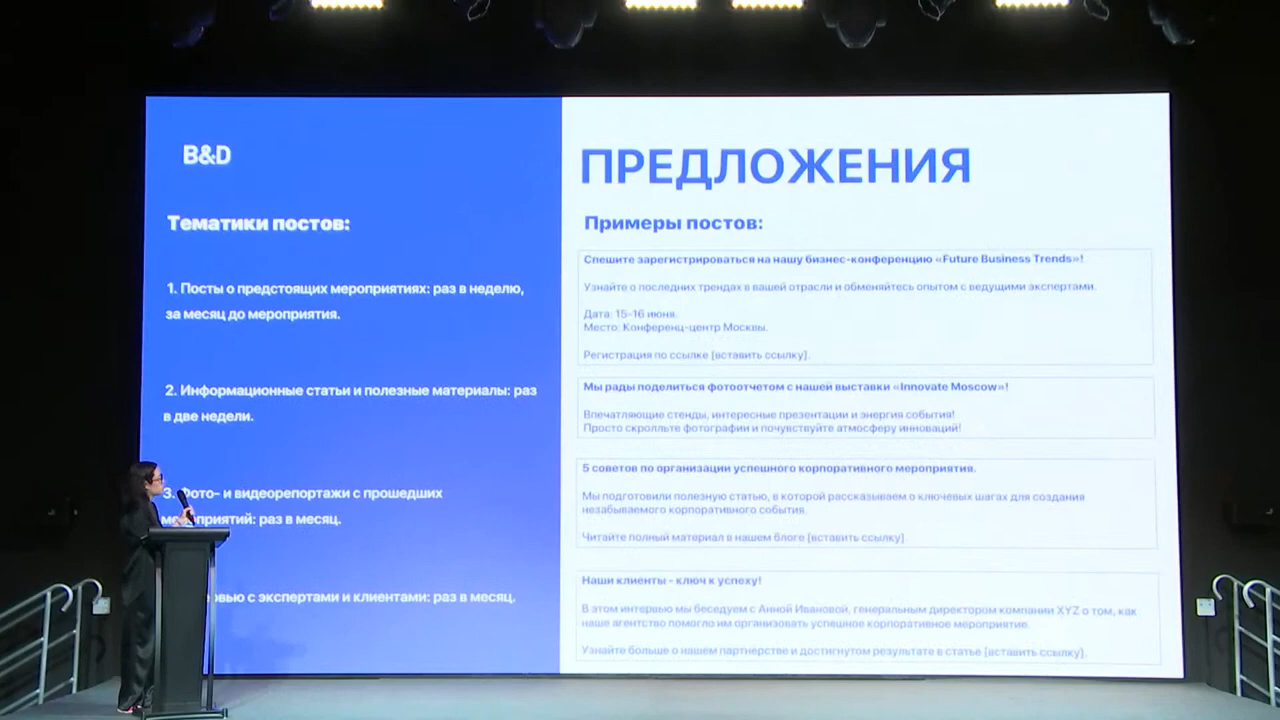 B&D
Тематики постов:
1. Посты о предстоящих мероприятиях: раз в неделю,
за месяц до мероприятия.
2. Информационные статьи и полезные материалы: раз
в две недели.
3. Фото- и видеорепортажи с прошедших
мероприятий: раз в месяц.
с экспертами и клиентами: раз в месяц.
ПРЕДЛОЖЕНИЯ
Примеры постов:
Спешите зарегистрироваться на нашу бизнес-конференцию «Future Business Trends»!
Узнайте о последних трендах в вашей отрасли и обменяйтесь опытом с ведущими экспертами.
Дата: 15-16 июня.
Место: Конференц-центр Москвы.
Регистрация по ссылке [вставить ссылку].
Мы рады поделиться фотоотчетом с нашей выставки «Innovate Moscow»!
Впечатляющие стенды, интересные презентации и энергия события!
Просто скролльте фотографии и почувствуйте атмосферу инноваций!
5 советов по организации успешного корпоративного мероприятия.
Мы подготовили полезную статью, в которой рассказываем о ключевых шагах для создания
незабываемого корпоративного события.
Читайте полный материал в нашем блоге [вставить ссылку]
Наши клиенты - ключ к успеху!
В этом интервью мы беседуем с Анной Ивановой, генеральным директором компании XYZ о том, как
наше агентство помогло им организовать успешное корпоративное мероприятие.
Узнайте больше о нашем партнерстве и достигнутом результате в статье [вставить ссылку].